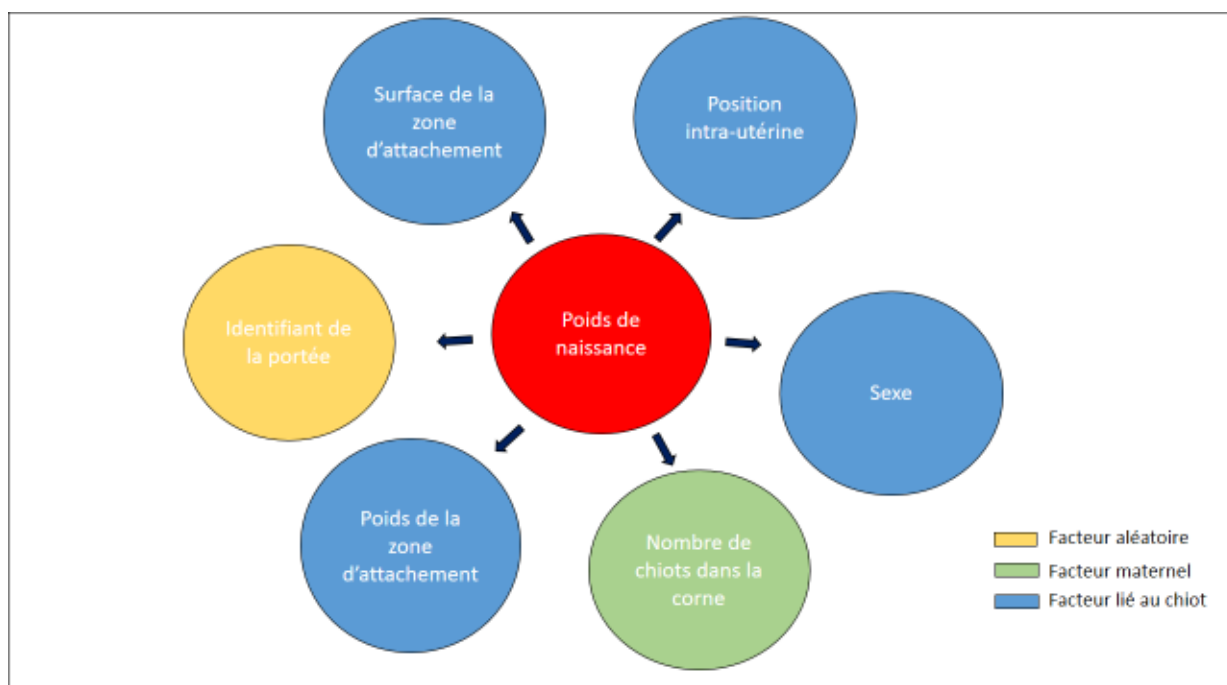 Surface de la
zone
d'attachement
Position
intra-utérine
Identifiant de
la portée
Poids de
naissance
Sexe
Poids de la
zone
d'attachement
Nombre de
chiots dans la
corne
Facteur aléatoire
Facteur maternel
Facteur lié au chiot